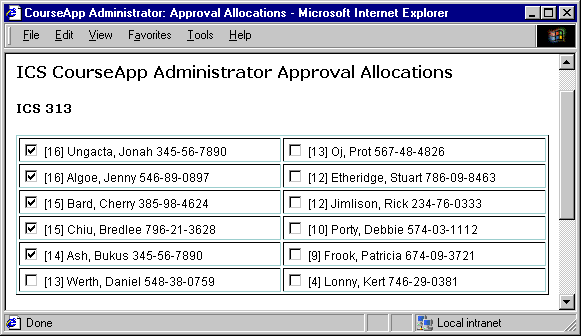 CourseApp Administrator: Approval Allocations - Microsoft Internet Explorer
File Edit View Favorites Tools Help
ICS CourseApp Administrator Approval Allocations
ICS 313
[16] Ungacta, Jonah 345-56-7890 [13] Oj, Prot 567-48-4826
[16] Algoe, Jenny 546-89-0897 [12] Etheridge, Stuart 786-09-8463
[15] Bard, Cherry 385-98-4624 [12] Jimlison, Rick 234-76-0333
[15] Chiu, Bredlee 796-21-3628 [10] Porty, Debbie 574-03-1112
[14] Ash, Bukus 345-56-7890 [9] Frook, Patricia 674-09-3721
[13] Werth, Daniel 548-38-0759 [4] Lonny, Kert 746-29-0381
Done Local intranet